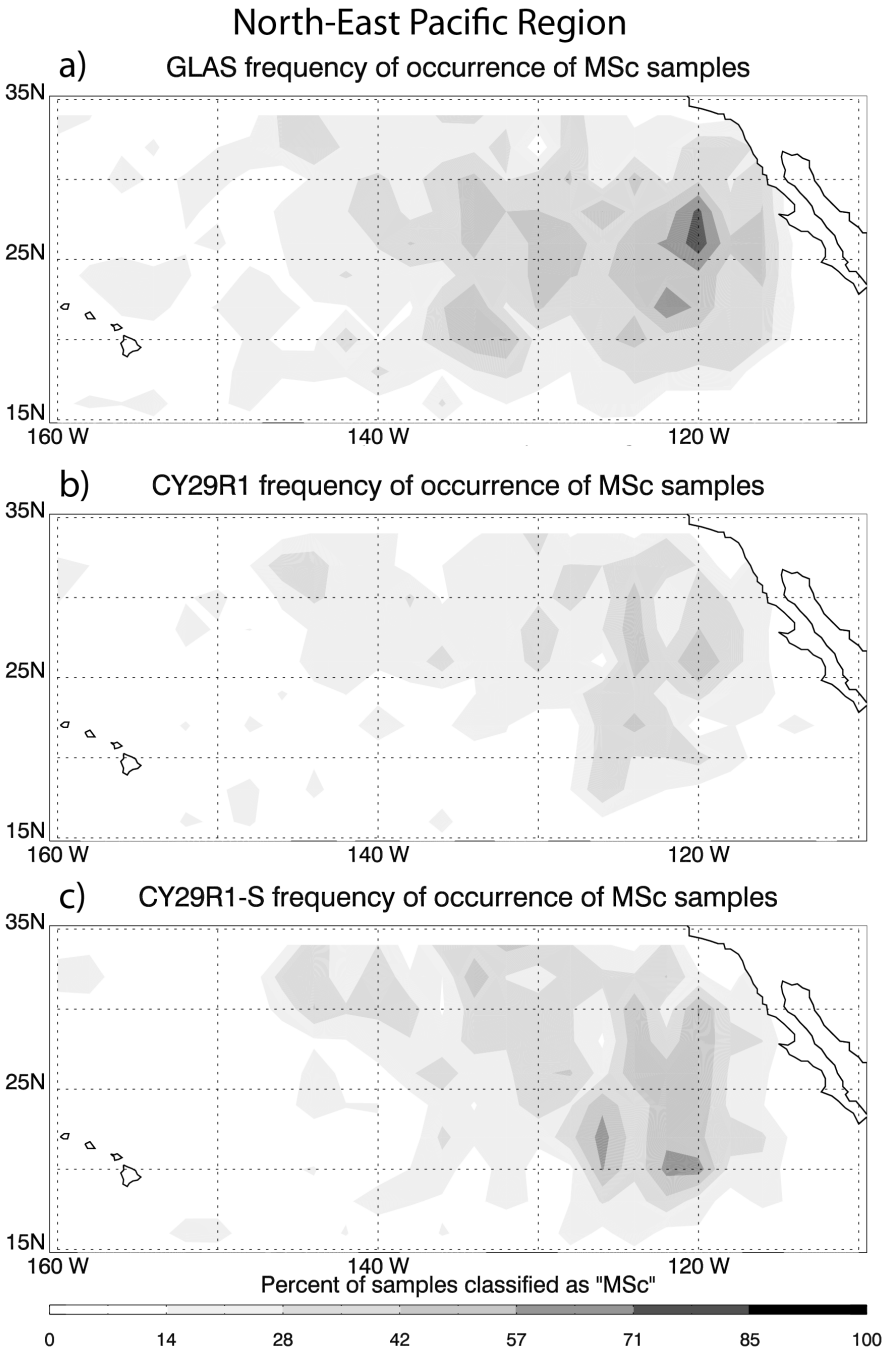 North-East Pacific Region
a) GLAS frequency of occurrence of MSc samples
35N
25N
15N
160 W 140 W 120 W
b) CY29R1 frequency of occurrence of MSc samples
35N
25N
15N
160 W 140 W 120 W
c) CY29R1-S frequency of occurrence of MSc samples
35N
25N
15N
160 W 140 W 120 W
Percent of samples classified as "MSc"
0 14 28 42 57 71 85 100